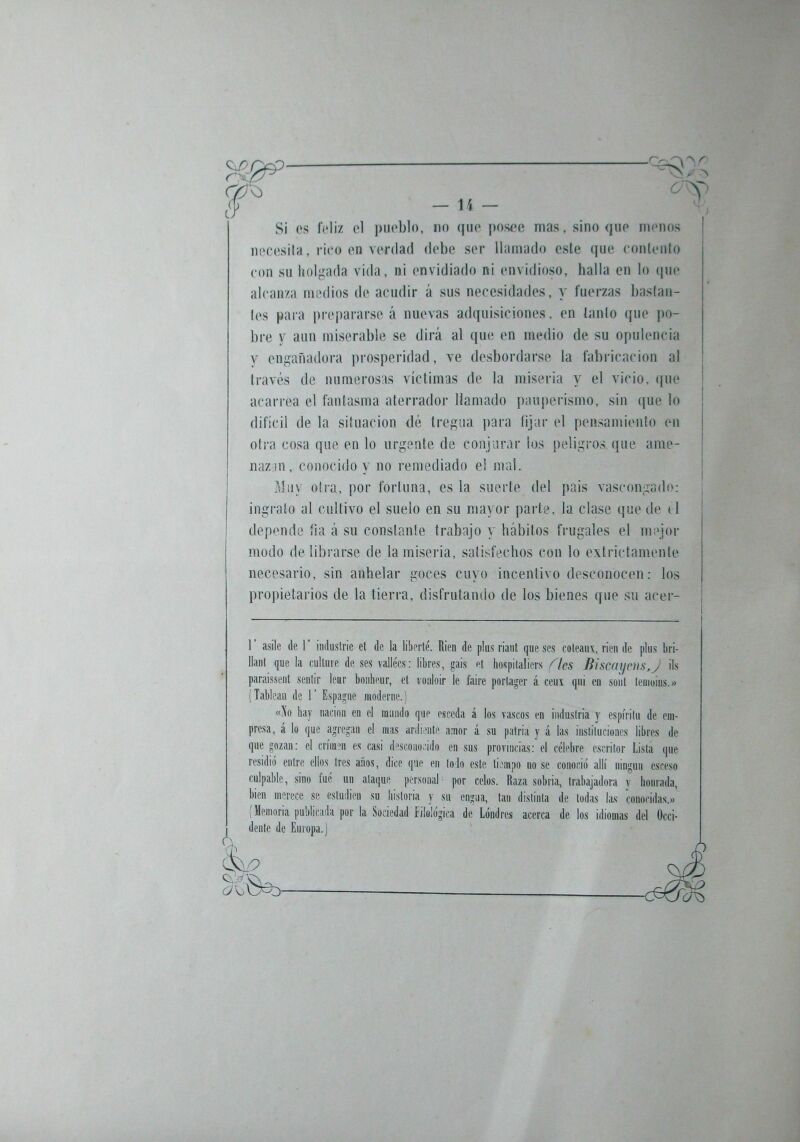 — 14 —
Si es feliz el pueblo, no que posee mas, sino que menos
necesita, rico en verdad debe ser llamado este que contento
con su holgada vida, ni envidiado ni envidioso, halla en lo que
alcanza medios de acudir á sus necesidades, y fuerzas bastan-
tes para prepararse á nuevas adquisiciones, en tanto que po-
bre y aun miserable se dirá al que en medio de su opulencia
y engañadora prosperidad, ve desbordarse la fabricacion al
través de numerosas víctimas de la miseria y el vicio, que
acarrea el fantasma aterrador llamado pauperismo, sin que lo
difícil de la situacion dé tregua para fijar el pensamiento en
otra cosa que en lo urgente de conjurar los peligros que ame-
nazan, conocido y no remediado el mal.
Muy otra, por fortuna, es la suerte del pais vascongado:
ingrato al cultivo el suelo en su mayor parte, la clase que de el
depende fia á su constante trabajo y hábitos frugales el mejor
modo de librarse de la miseria, satisfechos con lo extrictamente
necesario, sin anhelar goces cuyo incentivo desconocen: los
propietarios de la tierra, disfrutando de los bienes que su acer-
l' asile de l' industrie et de la liberté. Rien de plus riant que ses coteaux, rien de plus bri-
llant que la culture de ses vallées: libres, gais et hospitaliers (les Biscayens,) ils
paraissent sentir leur bonheur, et vouloir le faire portager á ceux qui en sont temoins.»
(Tableau de l' Espagne moderne.)
«No hay nacion en el mundo que esceda á los vascos en industria y espíritu de em-
presa, á lo que agregan el mas ardiente amor á su patria y á las instituciones libres de
que gozan: el crímen es casi desconocido en sus provincias: el célebre escritor Lista que
residió entre ellos tres años, dice que en todo este tiempo no se conoció allí ningun esceso
culpable, sino fué un ataque personal por celos. Raza sobria, trabajadora y honrada,
bien merece se estudien su historia y su engua, tan distinta de todas las conocidas.»
(Memoria publicada por la Sociedad Filológica de Lóndres acerca de los idiomas del Occi-
dente de Europa.)